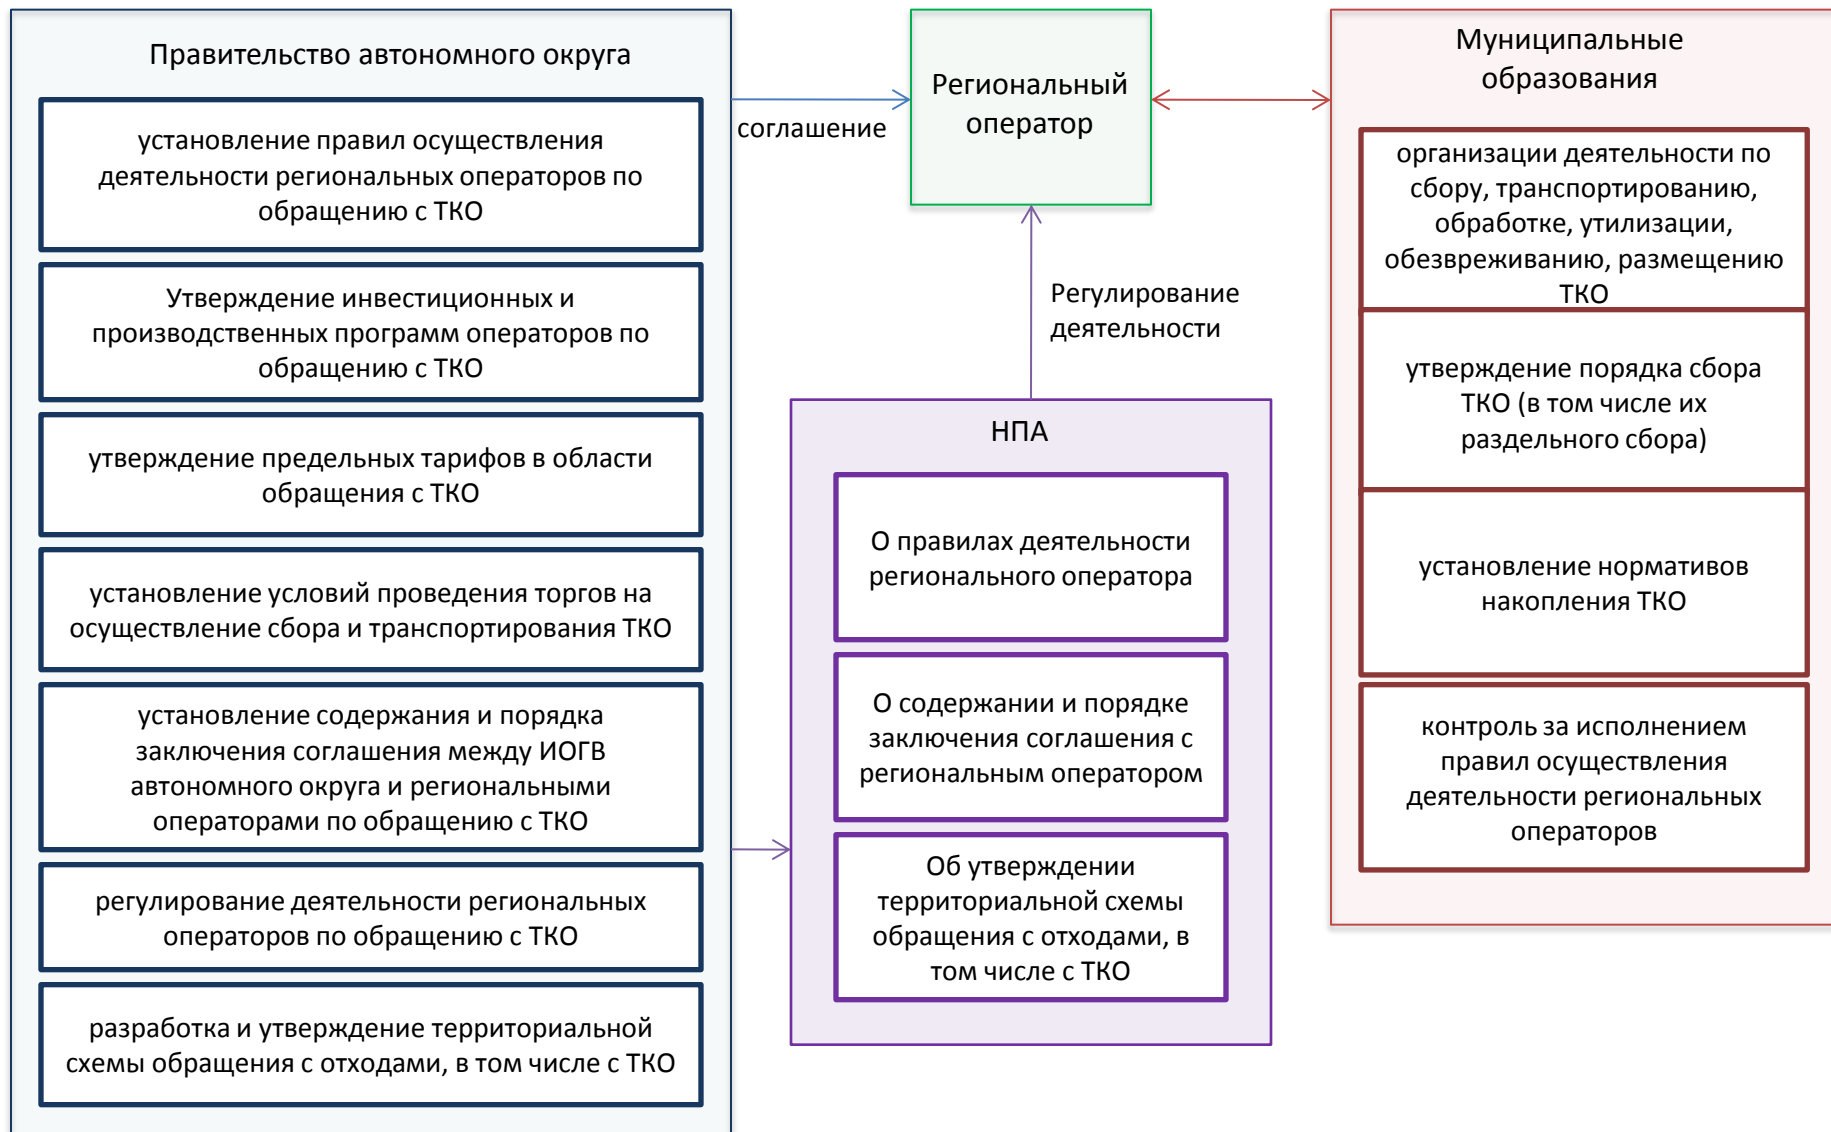 Правительство автономного округа
установление правил осуществления
деятельности региональных операторов по
обращению с ТКО
Утверждение инвестиционных и
производственных программ операторов по
обращению с ТКО
утверждение предельных тарифов в области
обращения с ТКО
установление условий проведения торгов на
осуществление сбора и транспортирования ТКО
установление содержания и порядка
заключения соглашения между ИОГВ
автономного округа и региональными
операторами по обращению с ТКО
регулирование деятельности региональных
операторов по обращению с ТКО
разработка и утверждение территориальной
схемы обращения с отходами, в том числе с ТКО
соглашение
Региональный
оператор
Регулирование
деятельности
НПА
О правилах деятельности
регионального оператора
О содержании и порядке
заключения соглашения с
региональным оператором
Об утверждении
территориальной схемы
обращения с отходами, в
том числе с ТКО
Муниципальные
образования
организации деятельности по
сбору, транспортированию,
обработке, утилизации,
обезвреживанию, размещению
ТКО
утверждение порядка сбора
ТКО (в том числе их
раздельного сбора)
установление нормативов
накопления ТКО
контроль за исполнением
правил осуществления
деятельности региональных
операторов